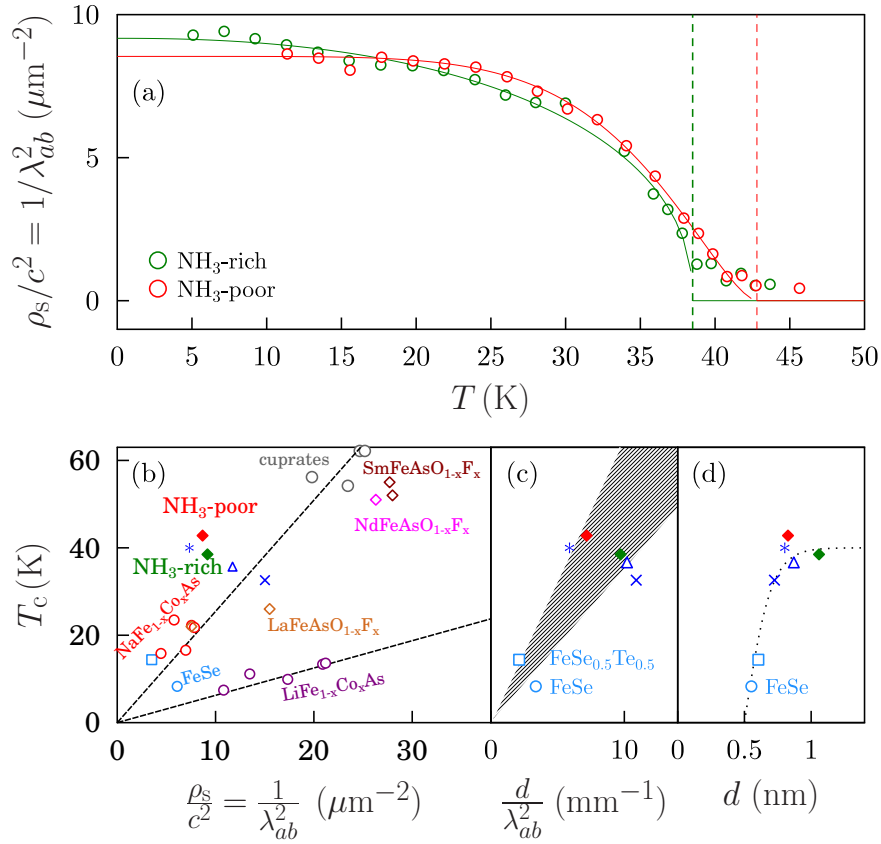 10
5
0
ρs/c² = 1/λ²ab (μm⁻²)
(a)
NH₃-rich
NH₃-poor
0 5 10 15 20 25 30 35 40 45 50
T (K)
60
40
20
0
Tc (K)
(b)
cuprates
SmFeAsO₁₋ₓFₓ
NH₃-poor
NdFeAsO₁₋ₓFₓ
NH₃-rich
NaFe₁₋ₓCoₓAs
LaFeAsO₁₋ₓFₓ
FeSe
LiFe₁₋ₓCoₓAs
0 10 20 30
ρs/c² = 1/λ²ab (μm⁻²)
(c)
FeSe₀.₅Te₀.₅
FeSe
0 10
d/λ²ab (mm⁻¹)
(d)
FeSe
0 0.5 1
d (nm)